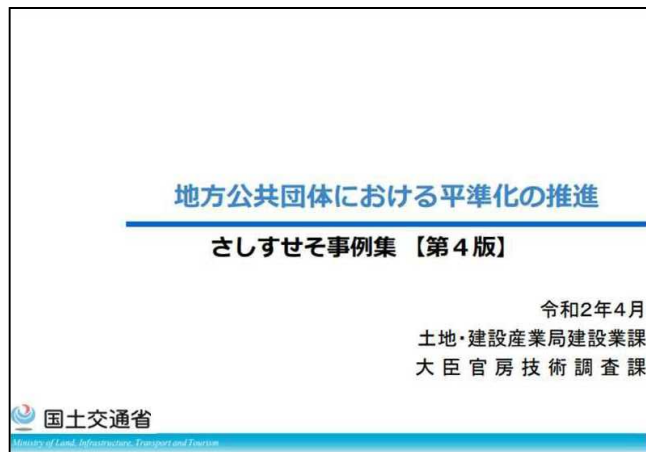 地方公共団体における平準化の推進
さしすせそ事例集 【第４版】
令和2年4月
土地・建設産業局建設業課
大臣官房技術調査課
国土交通省
Ministry of Land, Infrastructure, Transport and Tourism